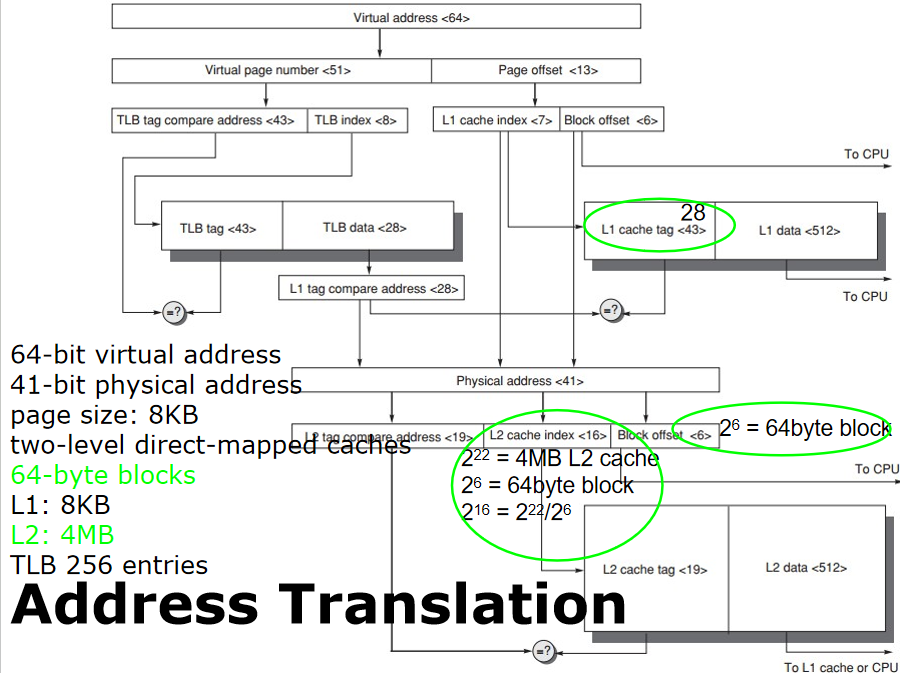 Virtual address <64>
Virtual page number <51>
Page offset <13>
TLB tag compare address <43>
TLB index <8>
L1 cache index <7>
Block offset <6>
To CPU
28
TLB tag <43>
TLB data <28>
L1 cache tag <43>
L1 data <512>
L1 tag compare address <28>
To CPU
=?
=?
64-bit virtual address
41-bit physical address
page size: 8KB
two-level direct-mapped caches
64-byte blocks
L1: 8KB
L2: 4MB
TLB 256 entries
Physical address <41>
L2 tag compare address <19>
L2 cache index <16>
Block offset <6>
2⁶ = 64byte block
2²² = 4MB L2 cache
2⁶ = 64byte block
2¹⁶ = 2²²/2⁶
To CPU
L2 cache tag <19>
L2 data <512>
Address Translation
=?
To L1 cache or CPU